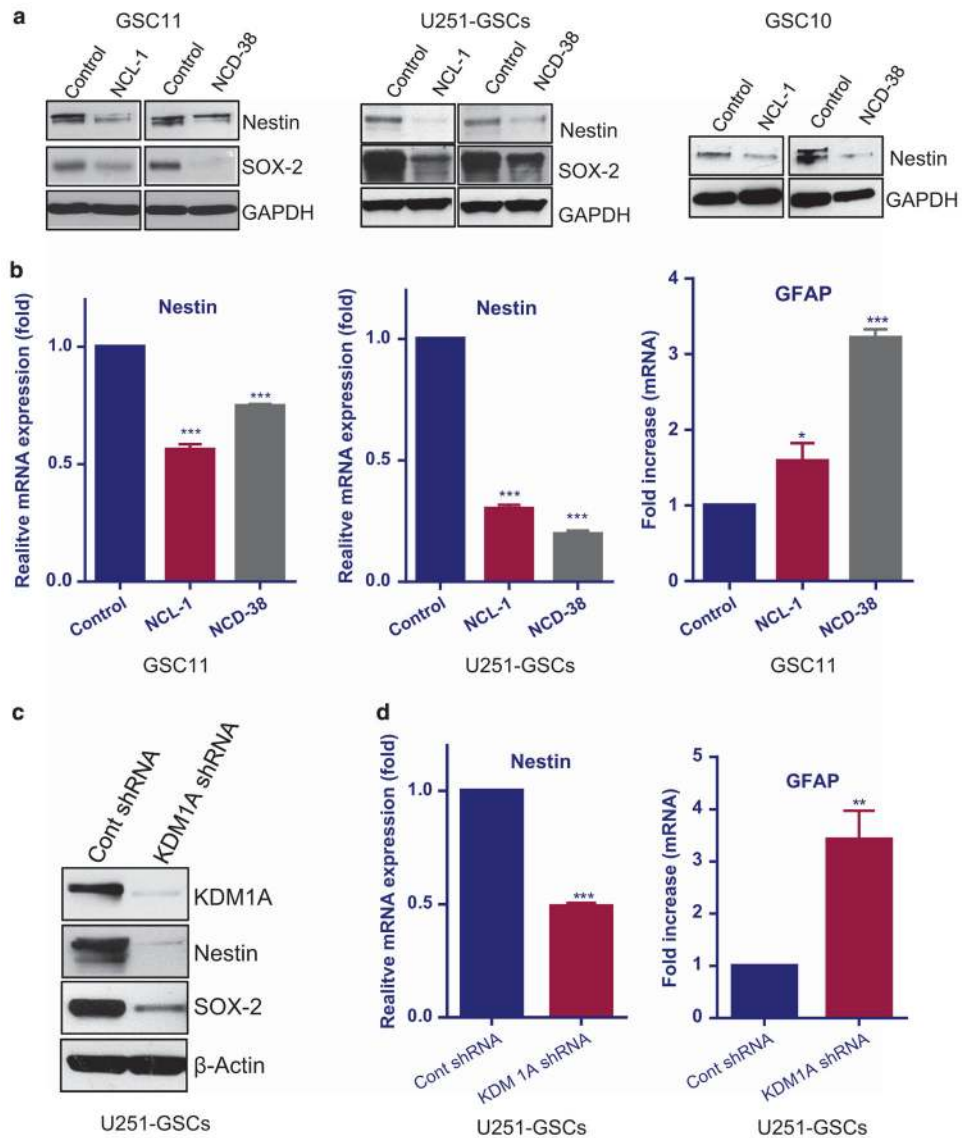 a
GSC11
U251-GSCs
GSC10
Control
NCL-1
Control
NCD-38
Nestin
SOX-2
GAPDH
Control
NCL-1
Control
NCD-38
Nestin
SOX-2
GAPDH
Control
NCL-1
Control
NCD-38
Nestin
GAPDH
b
Realitve mRNA expression (fold)
Nestin
1.0
0.5
0.0
***
***
Control
NCL-1
NCD-38
GSC11
Realitve mRNA expression (fold)
Nestin
1.0
0.5
0.0
***
***
Control
NCL-1
NCD-38
U251-GSCs
Fold increase (mRNA)
GFAP
4
3
2
1
0
*
***
Control
NCL-1
NCD-38
GSC11
c
Cont shRNA
KDM1A shRNA
KDM1A
Nestin
SOX-2
β-Actin
U251-GSCs
d
Realitve mRNA expression (fold)
Nestin
1.0
0.5
0.0
***
Cont shRNA
KDM 1A shRNA
U251-GSCs
Fold increase (mRNA)
GFAP
5
4
3
2
1
0
**
Cont shRNA
KDM1A shRNA
U251-GSCs